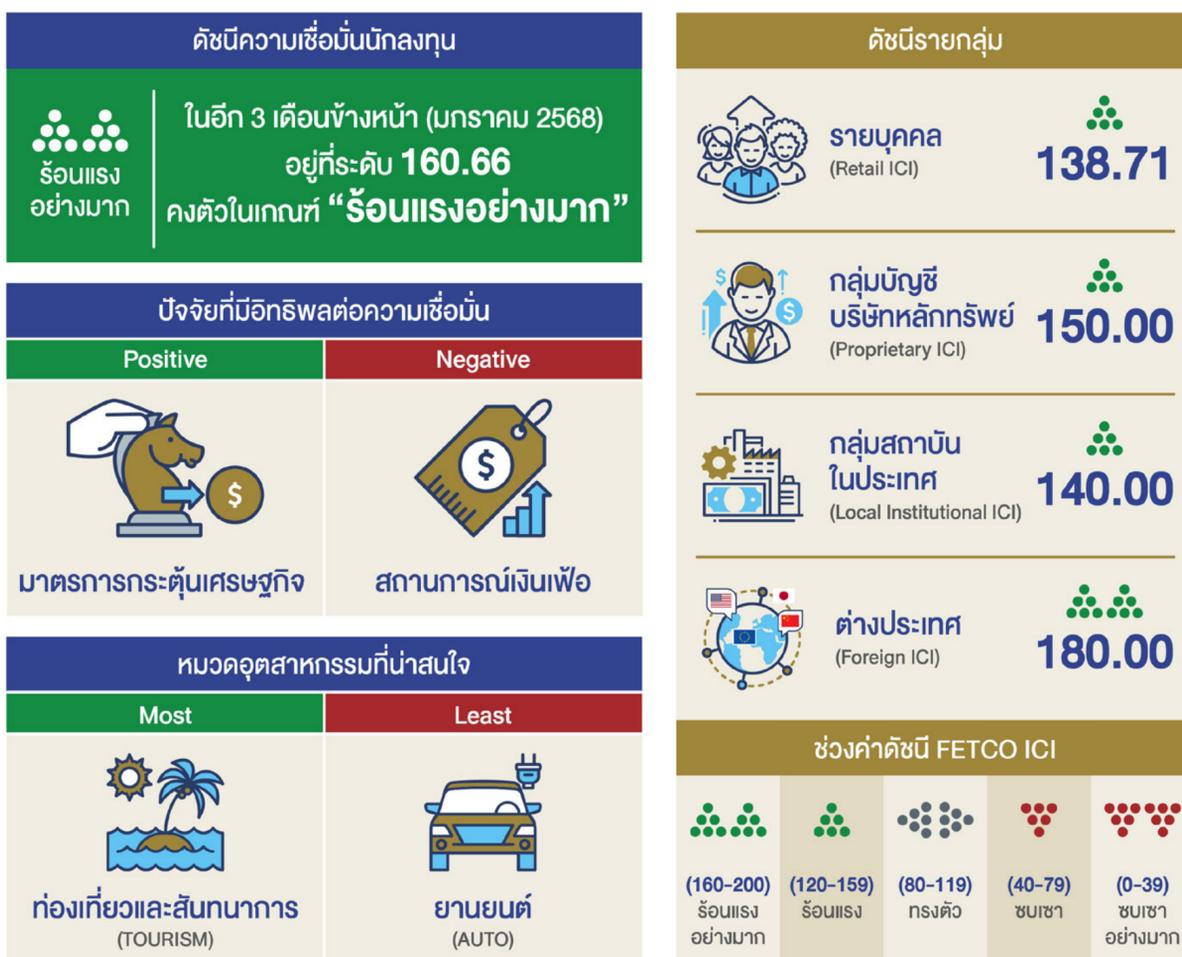 ดัชนีความเชื่อมั่นนักลงทุน
ร้อนแรง
อย่างมาก
ในอีก 3 เดือนข้างหน้า (มกราคม 2568)
อยู่ที่ระดับ 160.66
คงตัวในเกณฑ์ “ร้อนแรงอย่างมาก”
ปัจจัยที่มีอิทธิพลต่อความเชื่อมั่น
Positive
Negative
$
$
มาตรการกระตุ้นเศรษฐกิจ
สถานการณ์เงินเฟ้อ
หมวดอุตสาหกรรมที่น่าสนใจ
Most
Least
ท่องเที่ยวและสันทนาการ
(TOURISM)
ยานยนต์
(AUTO)
ดัชนีรายกลุ่ม
รายบุคคล
(Retail ICI)
138.71
$
$
กลุ่มบัญชี
บริษัทหลักทรัพย์
(Proprietary ICI)
150.00
กลุ่มสถาบัน
ในประเทศ
(Local Institutional ICI)
140.00
ต่างประเทศ
(Foreign ICI)
180.00
ช่วงค่าดัชนี FETCO ICI
(160-200)
ร้อนแรง
อย่างมาก
(120-159)
ร้อนแรง
(80-119)
ทรงตัว
(40-79)
ซบเซา
(0-39)
ซบเซา
อย่างมาก